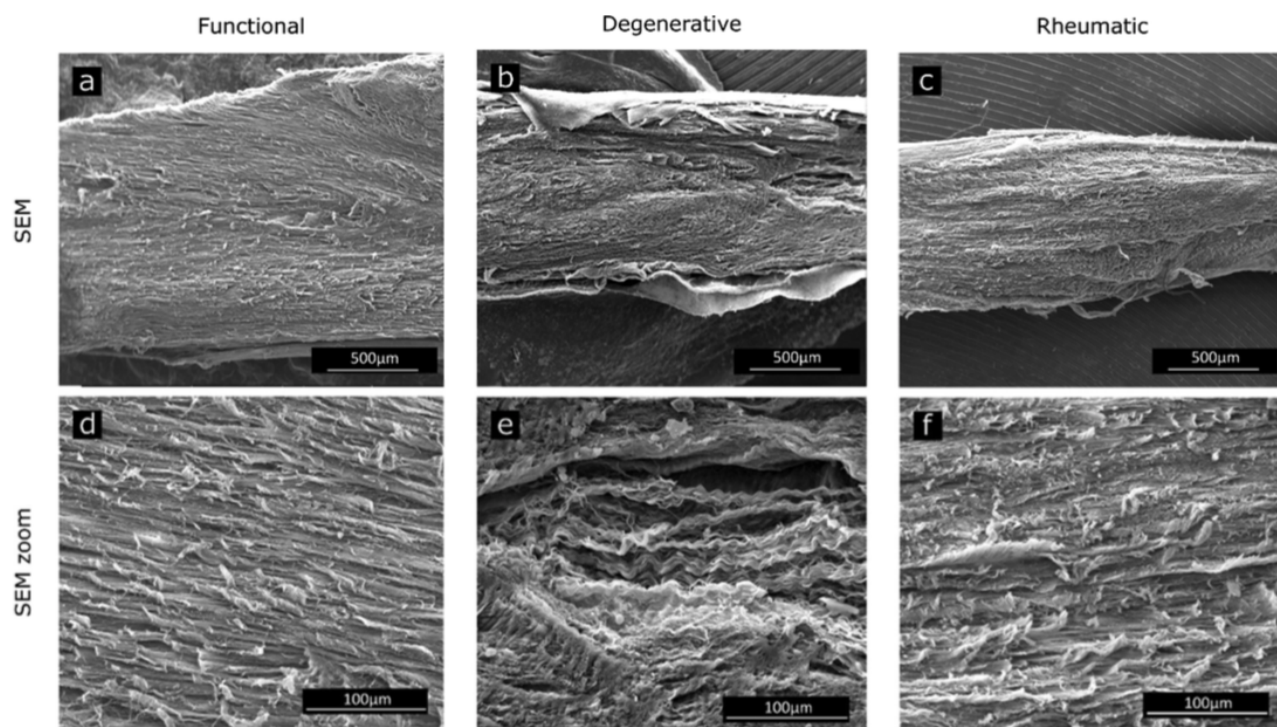 Functional Degenerative Rheumatic
SEM
a b c
500µm 500µm 500µm
SEM zoom
d e f
100µm 100µm 100µm